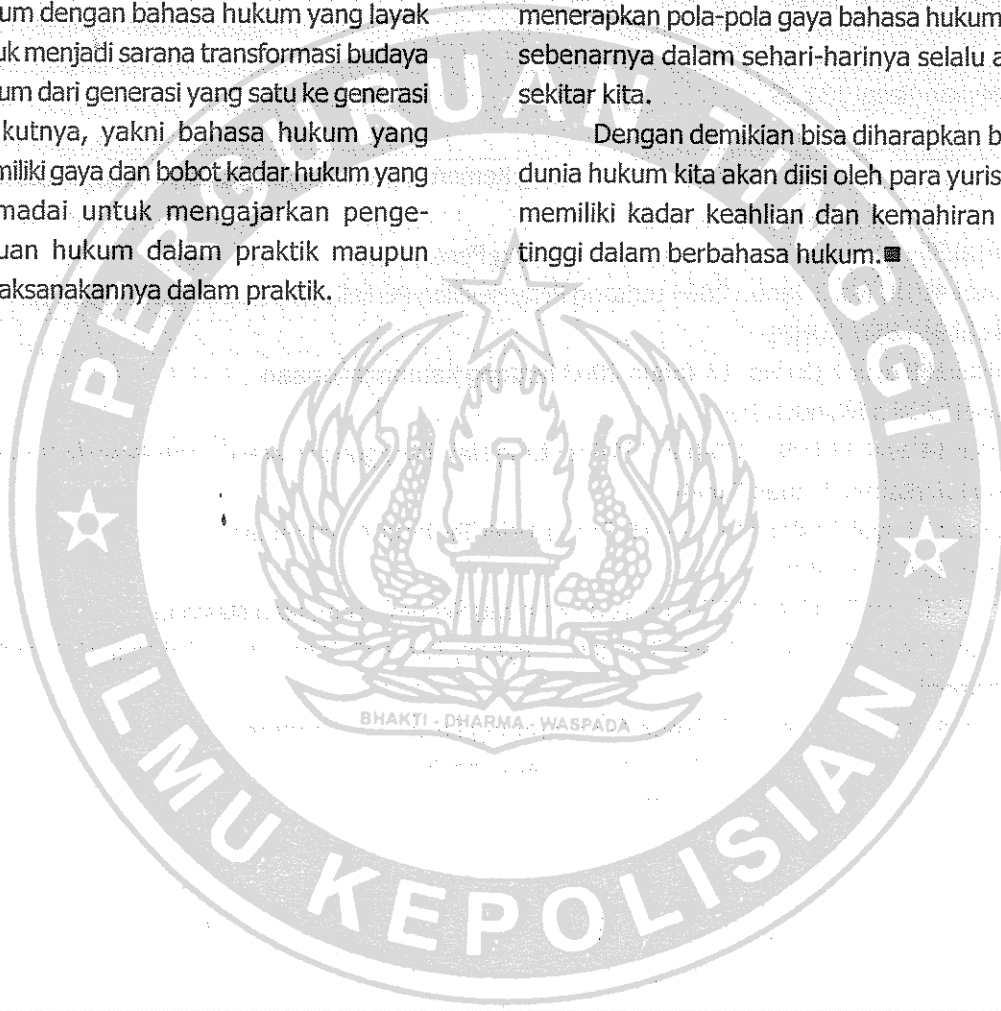 um dengan bahasa hukum yang layak
uk menjadi sarana transformasi budaya
um dari generasi yang satu ke generasi
kutnya, yakni bahasa hukum yang
miliki gaya dan bobot kadar hukum yang
madai untuk mengajarkan penge-
uan hukum dalam praktik maupun
aksanakannya dalam praktik.
menerapkan pola-pola gaya bahasa hukum
sebenarnya dalam sehari-harinya selalu a
sekitar kita.
Dengan demikian bisa diharapkan b
dunia hukum kita akan diisi oleh para yuris
memiliki kadar keahlian dan kemahiran
tinggi dalam berbahasa hukum.■
PERGURUAN TINGGI
BHAKTI - DHARMA - WASPADA
ILMU KEPOLISIAN